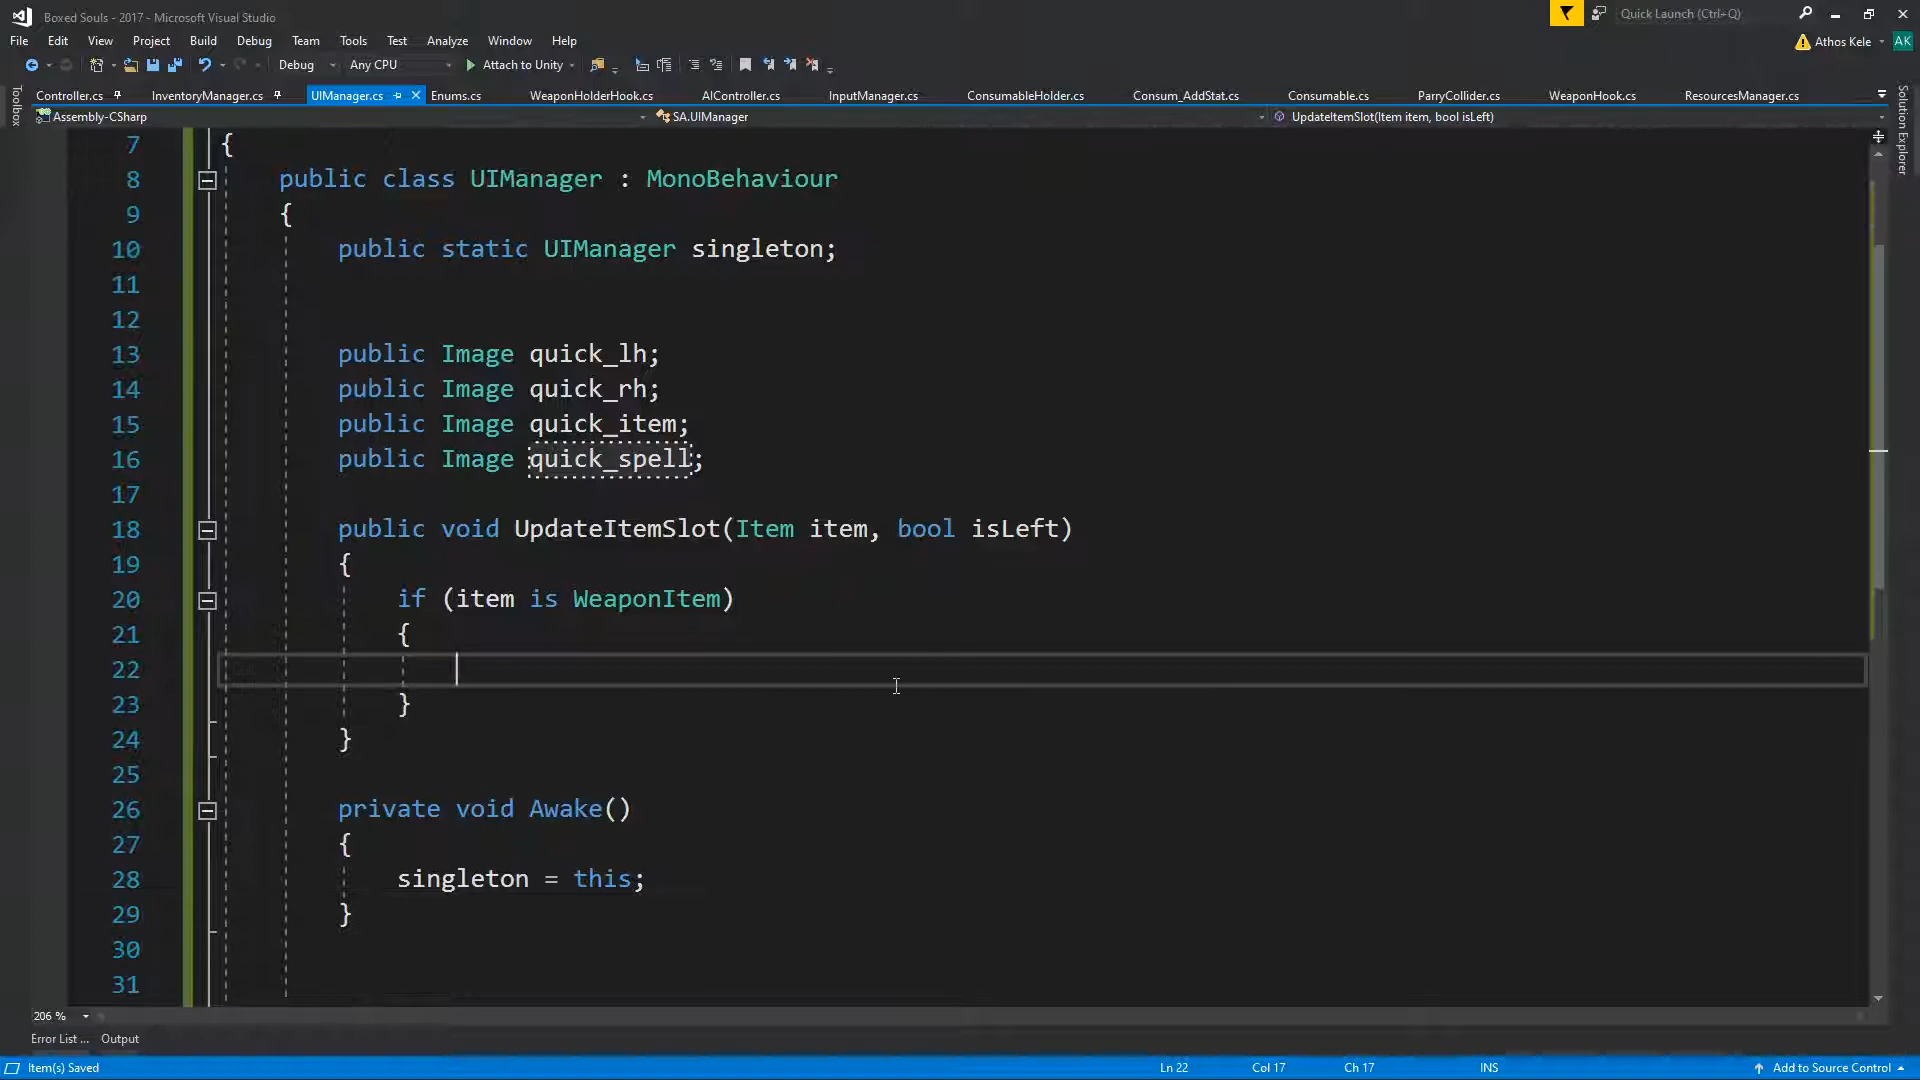 Boxed Souls - 2017 - Microsoft Visual Studio
Quick Launch (Ctrl+Q)
File Edit View Project Build Debug Team Tools Test Analyze Window Help
Athos Kele AK
Debug Any CPU Attach to Unity
Controller.cs InventoryManager.cs UIManager.cs Enums.cs WeaponHolderHook.cs AIController.cs InputManager.cs ConsumableHolder.cs Consum_AddStat.cs Consumable.cs ParryCollider.cs WeaponHook.cs ResourcesManager.cs
Toolbox
Solution Explorer
Assembly-CSharp SA.UIManager UpdateItemSlot(Item item, bool isLeft)
7 {
8 public class UIManager : MonoBehaviour
9 {
10 public static UIManager singleton;
11
12
13 public Image quick_lh;
14 public Image quick_rh;
15 public Image quick_item;
16 public Image quick_spell;
17
18 public void UpdateItemSlot(Item item, bool isLeft)
19 {
20 if (item is WeaponItem)
21 {
22
23 }
24 }
25
26 private void Awake()
27 {
28 singleton = this;
29 }
30
31
206 %
Error List ... Output
Item(s) Saved Ln 22 Col 17 Ch 17 INS Add to Source Control